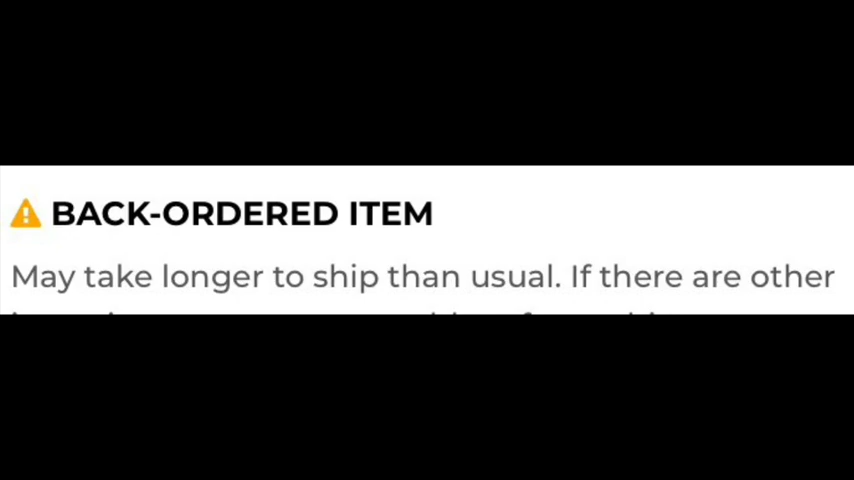 BACK-ORDERED ITEM
May take longer to ship than usual. If there are other